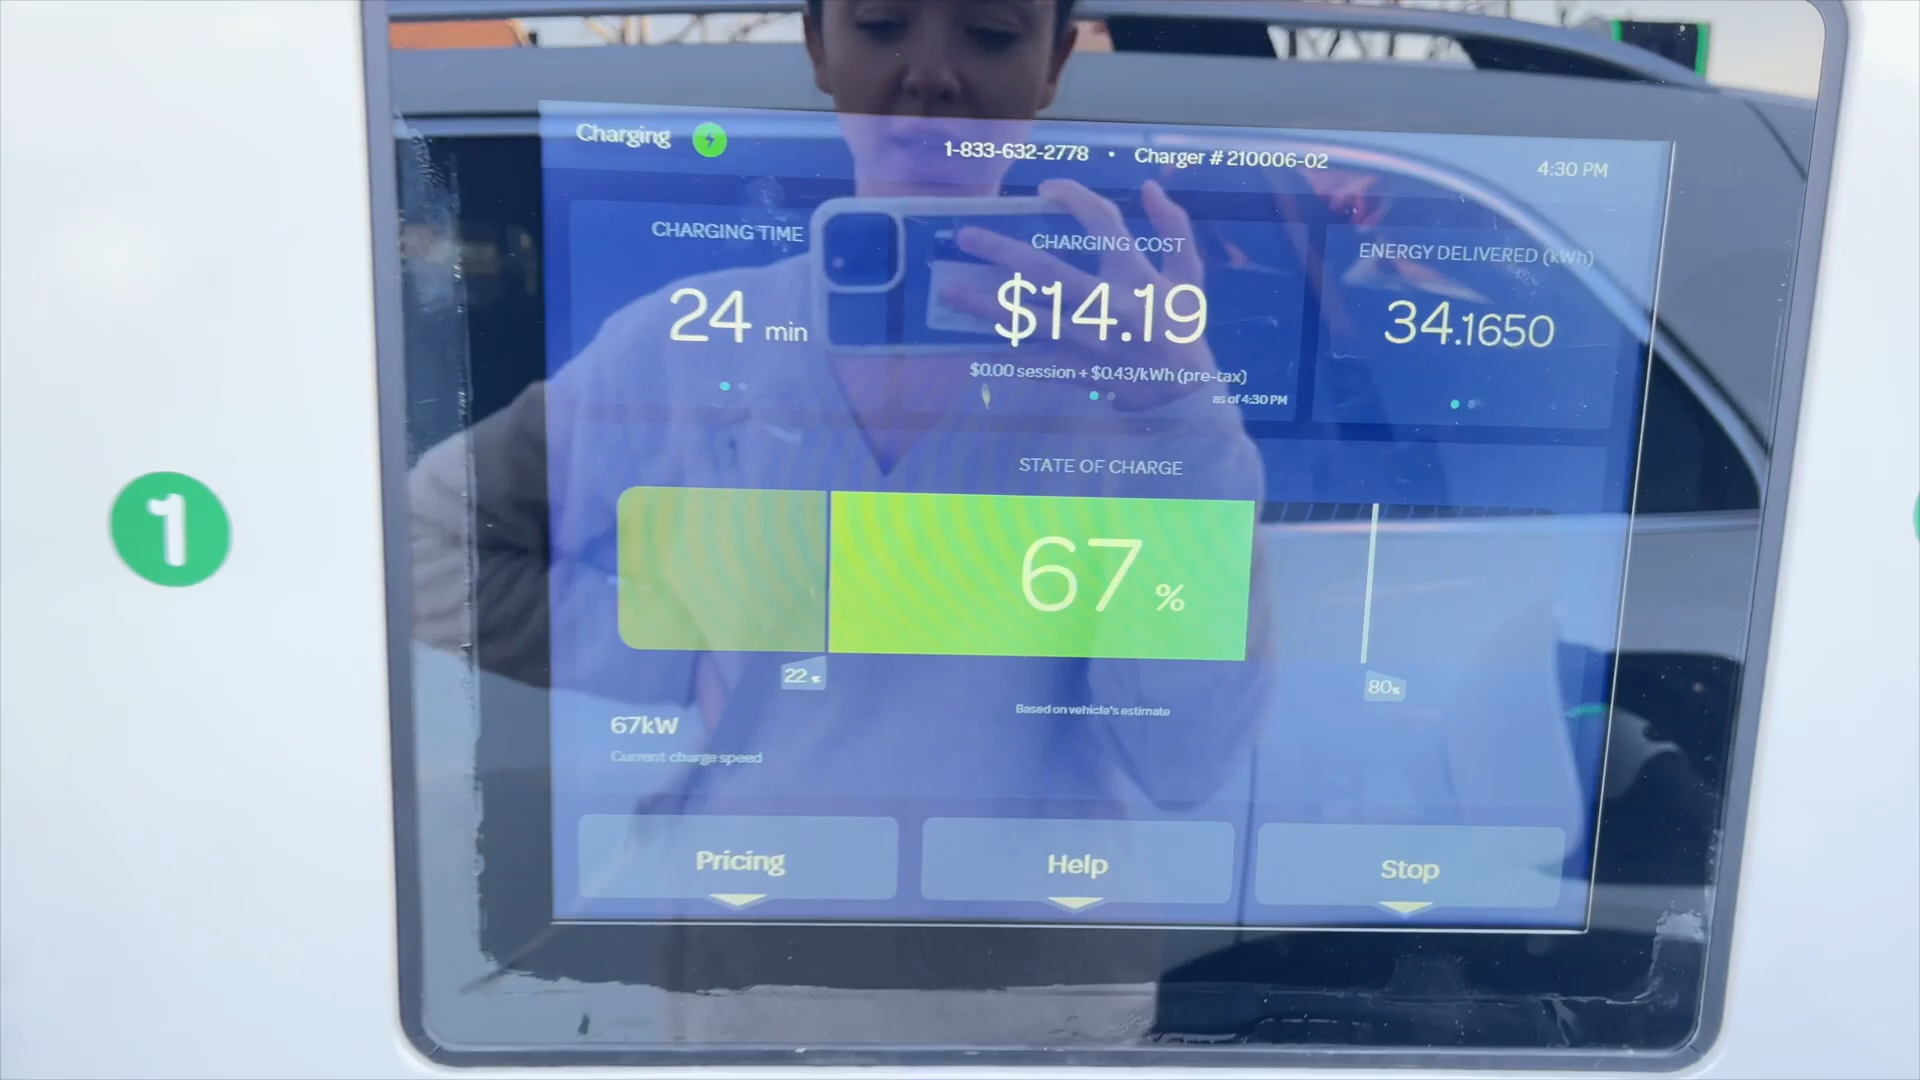 Charging
1-833-632-2778 • Charger # 210006-02
4:30 PM
CHARGING TIME
24 min
CHARGING COST
$14.19
$0.00 session + $0.43/kWh (pre-tax)
as of 4:30 PM
ENERGY DELIVERED (kWh)
34.1650
STATE OF CHARGE
1
67 %
22 %
80%
Based on vehicle's estimate
67kW
Current charge speed
Pricing
Help
Stop